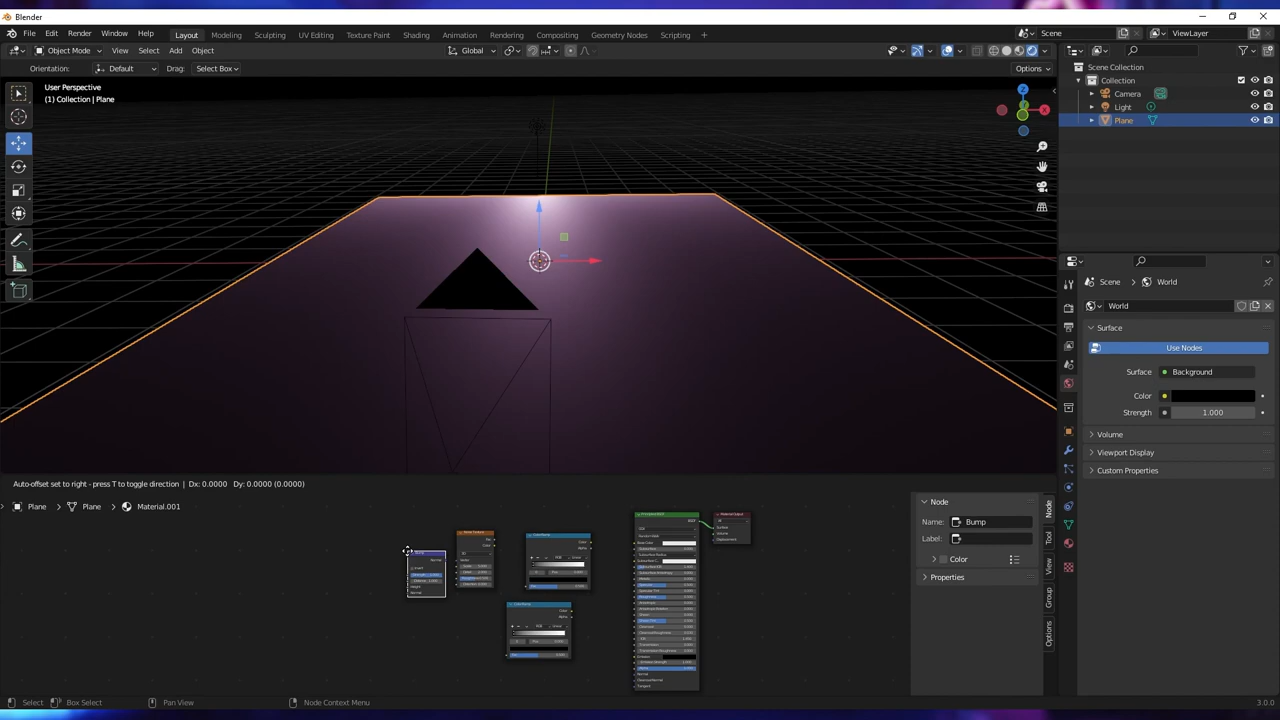 Blender
File Edit Render Window Help Layout Modeling Sculpting UV Editing Texture Paint Shading Animation Rendering Compositing Geometry Nodes Scripting Scene ViewLayer
Object Mode View Select Add Object Global
Orientation: Default Drag: Select Box Options
User Perspective
(1) Collection | Plane
Scene Collection
Collection
Camera
Light
Plane
Scene World
World
Surface
Use Nodes
Surface: Background
Color:
Strength: 1.000
Volume
Viewport Display
Custom Properties
Auto-offset set to right - press T to toggle direction | Dx: 0.0000 Dy: 0.0000 (0.0000)
Plane Plane Material.001
Node
Name: Bump
Label:
Color
Properties
Node
Tool
View
Group
Options
Select Box Select Pan View Node Context Menu 3.0.0